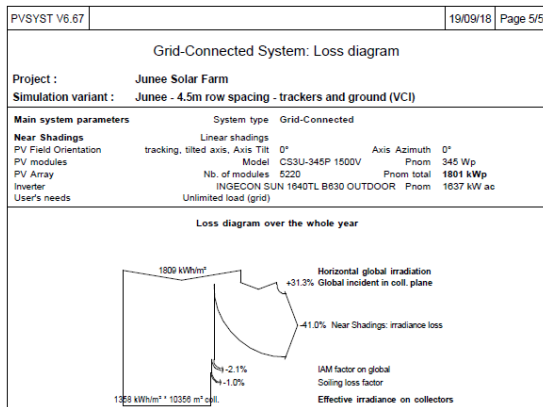 PVSYST V6.67 19/09/18 Page 5/5
Grid-Connected System: Loss diagram
Project : Junee Solar Farm
Simulation variant : Junee - 4.5m row spacing - trackers and ground (VCI)
Main system parameters System type Grid-Connected
Near Shadings Linear shadings
PV Field Orientation tracking, tilted axis, Axis Tilt 0° Axis Azimuth 0°
PV modules Model CS3U-345P 1500V Pnom 345 Wp
PV Array Nb. of modules 5220 Pnom total 1801 kWp
Inverter INGECON SUN 1640TL B630 OUTDOOR Pnom 1637 kW ac
User's needs Unlimited load (grid)
Loss diagram over the whole year
1809 kWh/m² Horizontal global irradiation
+31.3% Global incident in coll. plane
-41.0% Near Shadings: irradiance loss
-2.1% IAM factor on global
-1.0% Soiling loss factor
1358 kWh/m² * 10356 m² coll. Effective irradiance on collectors